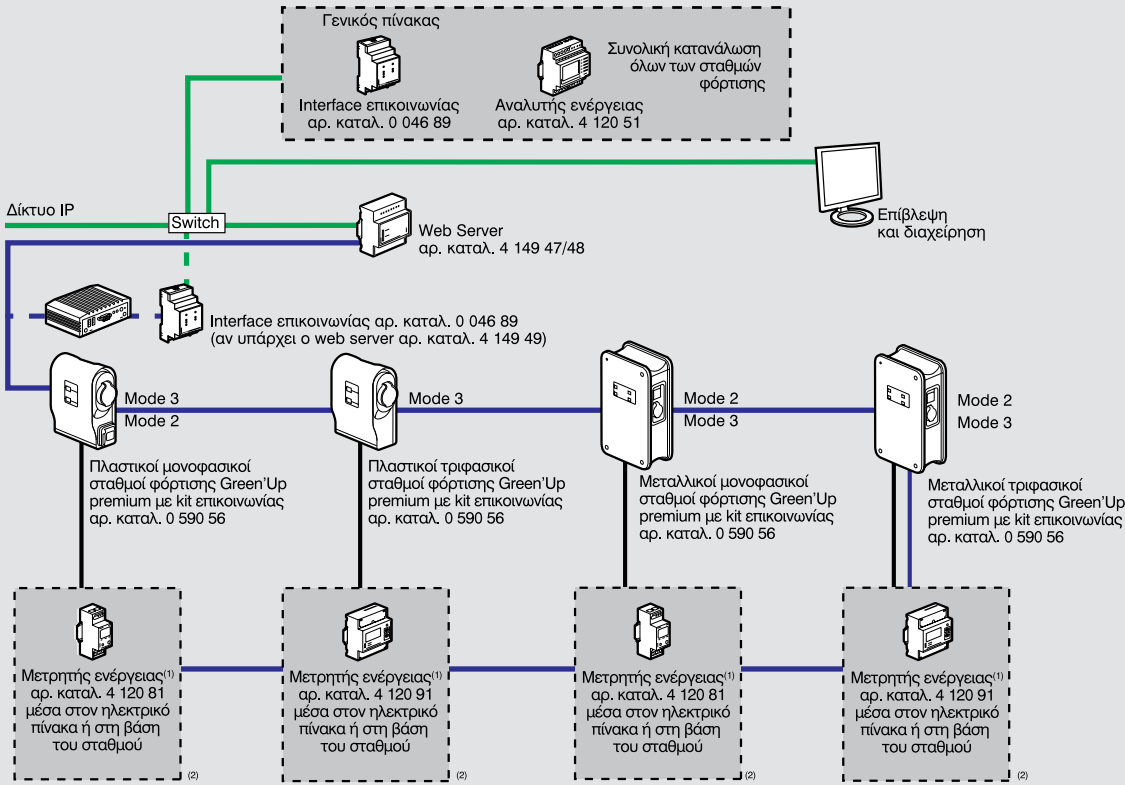 Γενικός πίνακας
Interface επικοινωνίας
αρ. καταλ. 0 046 89
Αναλυτής ενέργειας
αρ. καταλ. 4 120 51
Συνολική κατανάλωση
όλων των σταθμών
φόρτισης
Δίκτυο IP
Switch
Web Server
αρ. καταλ. 4 149 47/48
Επίβλεψη
και διαχείρηση
Interface επικοινωνίας αρ. καταλ. 0 046 89
(αν υπάρχει ο web server αρ. καταλ. 4 149 49)
Mode 3
Mode 2
Mode 3
Mode 2
Mode 3
Mode 2
Mode 3
Πλαστικοί μονοφασικοί
σταθμοί φόρτισης Green'Up
premium με kit επικοινωνίας
αρ. καταλ. 0 590 56
Πλαστικοί τριφασικοί
σταθμοί φόρτισης Green'Up
premium με kit επικοινωνίας
αρ. καταλ. 0 590 56
Μεταλλικοί μονοφασικοί
σταθμοί φόρτισης Green'Up
premium με kit επικοινωνίας
αρ. καταλ. 0 590 56
Μεταλλικοί τριφασικοί
σταθμοί φόρτισης Green'Up
premium με kit επικοινωνίας
αρ. καταλ. 0 590 56
Μετρητής ενέργειας(1)
αρ. καταλ. 4 120 81
μέσα στον ηλεκτρικό
πίνακα ή στη βάση
του σταθμού
(2)
Μετρητής ενέργειας(1)
αρ. καταλ. 4 120 91
μέσα στον ηλεκτρικό
πίνακα ή στη βάση
του σταθμού
(2)
Μετρητής ενέργειας(1)
αρ. καταλ. 4 120 81
μέσα στον ηλεκτρικό
πίνακα ή στη βάση
του σταθμού
(2)
Μετρητής ενέργειας(1)
αρ. καταλ. 4 120 91
μέσα στον ηλεκτρικό
πίνακα ή στη βάση
του σταθμού
(2)